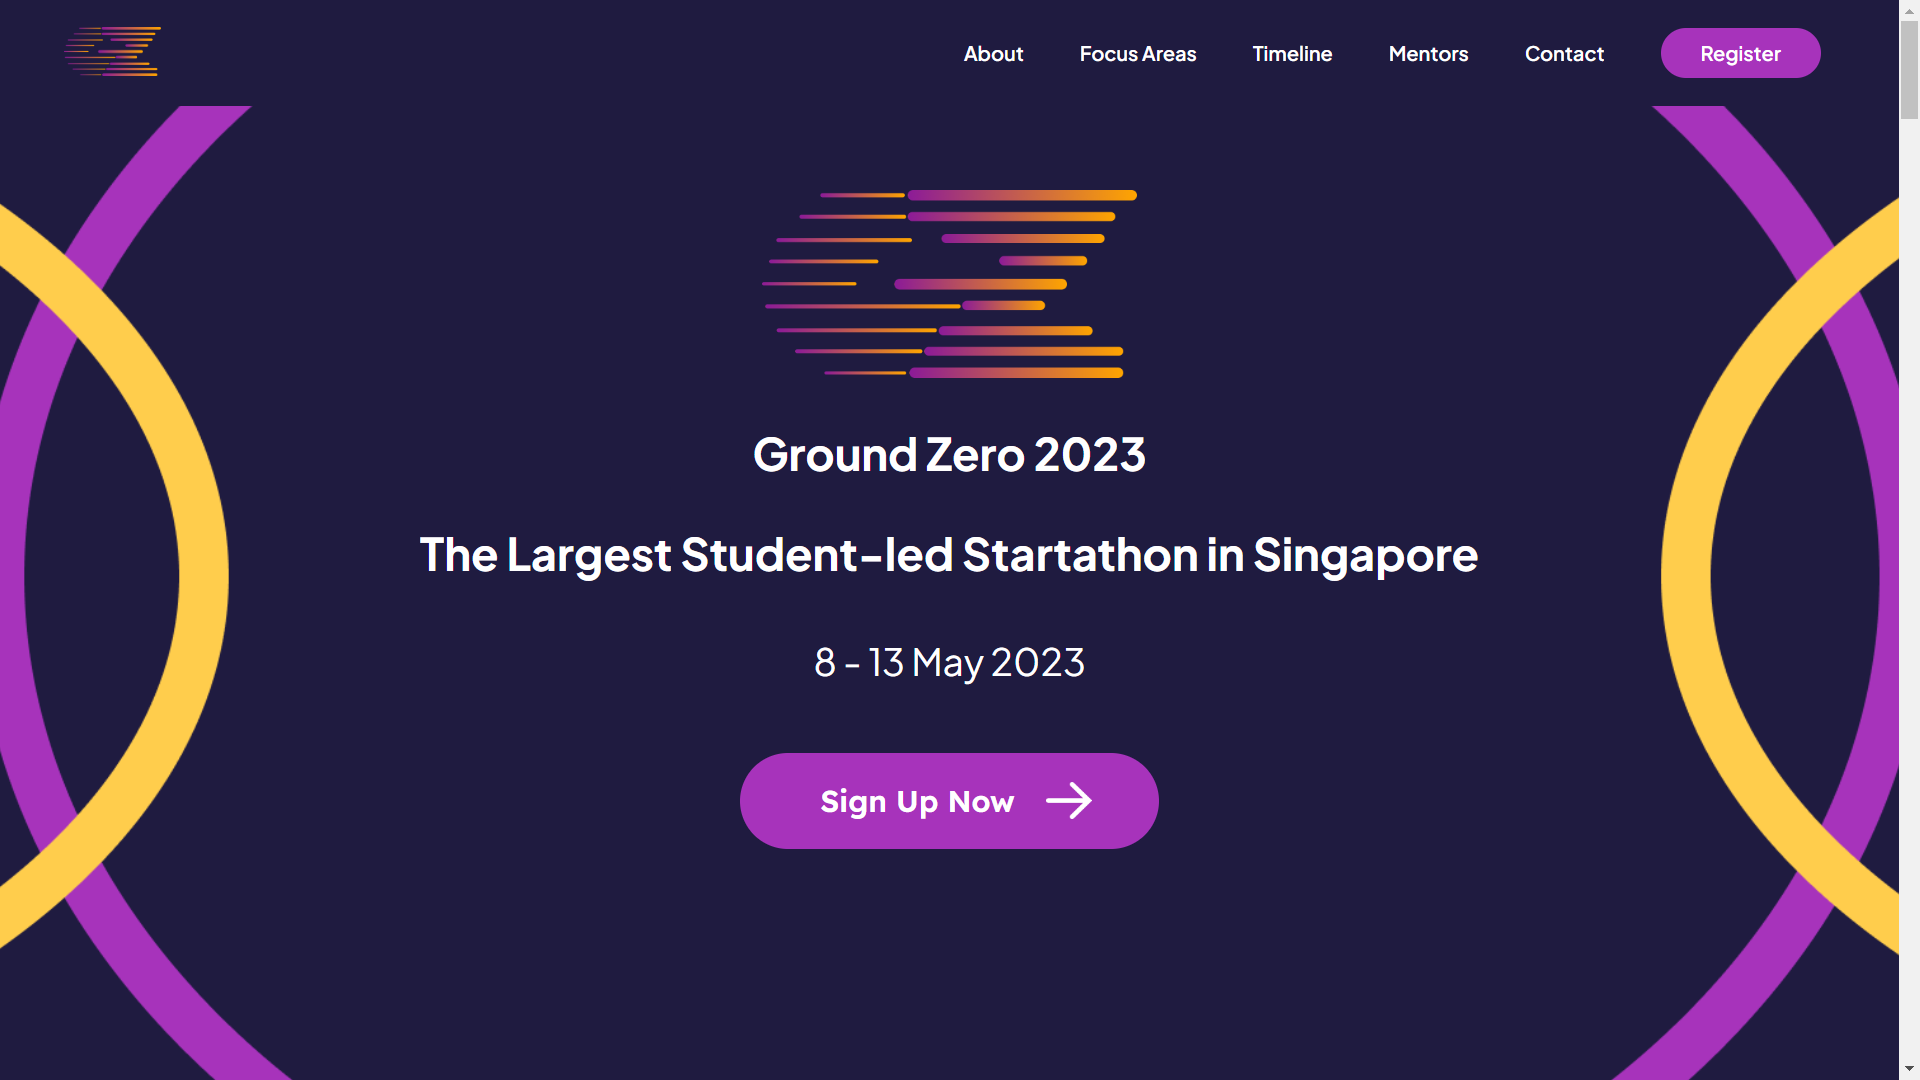 About
Focus Areas
Timeline
Mentors
Contact
Register
Ground Zero 2023
The Largest Student-led Startathon in Singapore
8 - 13 May 2023
Sign Up Now